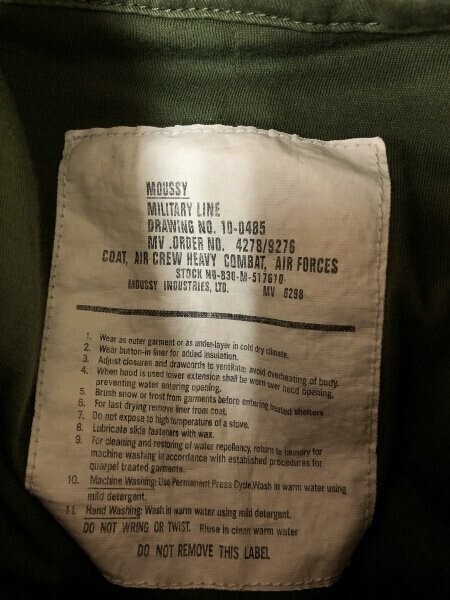 MOUSSY
MILITARY LINE
DRAWING NO. 10-0485
MV .ORDER NO. 4278/9276
COAT, AIR CREW HEAVY COMBAT, AIR FORCES
STOCK NO-830-M-517610
MOUSSY INDUSTRIES, LTD. MV 6298
1. Wear as outer garment or as under-layer in cold dry climate.
2. Wear button-in liner for added insulation.
3. Adjust closures and drawcords to ventilate; avoid overheating of body.
4. When hood is used lower extension shall be worn over hood opening,
preventing water entering opening.
5. Brush snow or frost from garments before entering heated shelters
6. For fast drying remove liner from coat.
7. Do not expose to high temperature of a stove.
8. Lubricate slide fasteners with wax.
9. For cleaning and restoring of water repellency, return to laundry for
machine washing in accordance with established procedures for
quarpel treated garments.
10. Machine Washing: Use Permanent Press Cycle. Wash in warm water using
mild detergent.
11. Hand Washing: Wash in warm water using mild detergent.
DO NOT WRING OR TWIST. Rinse in clean warm water
DO NOT REMOVE THIS LABEL